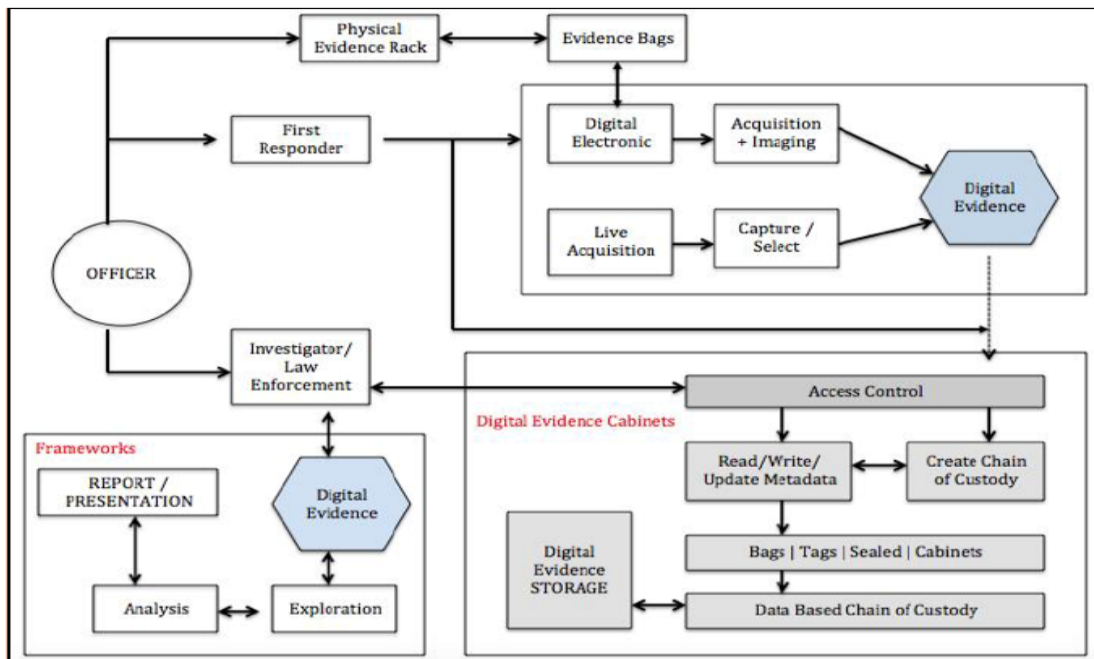 Physical
Evidence Rack
Evidence Bags
First
Responder
Digital
Electronic
Acquisition
+ Imaging
Digital
Evidence
Live
Acquisition
Capture /
Select
OFFICER
Investigator/
Law
Enforcement
Access Control
Digital Evidence Cabinets
Read/Write/
Update Metadata
Create Chain
of Custody
Bags | Tags | Sealed | Cabinets
Digital
Evidence
STORAGE
Data Based Chain of Custody
Frameworks
REPORT /
PRESENTATION
Digital
Evidence
Analysis
Exploration